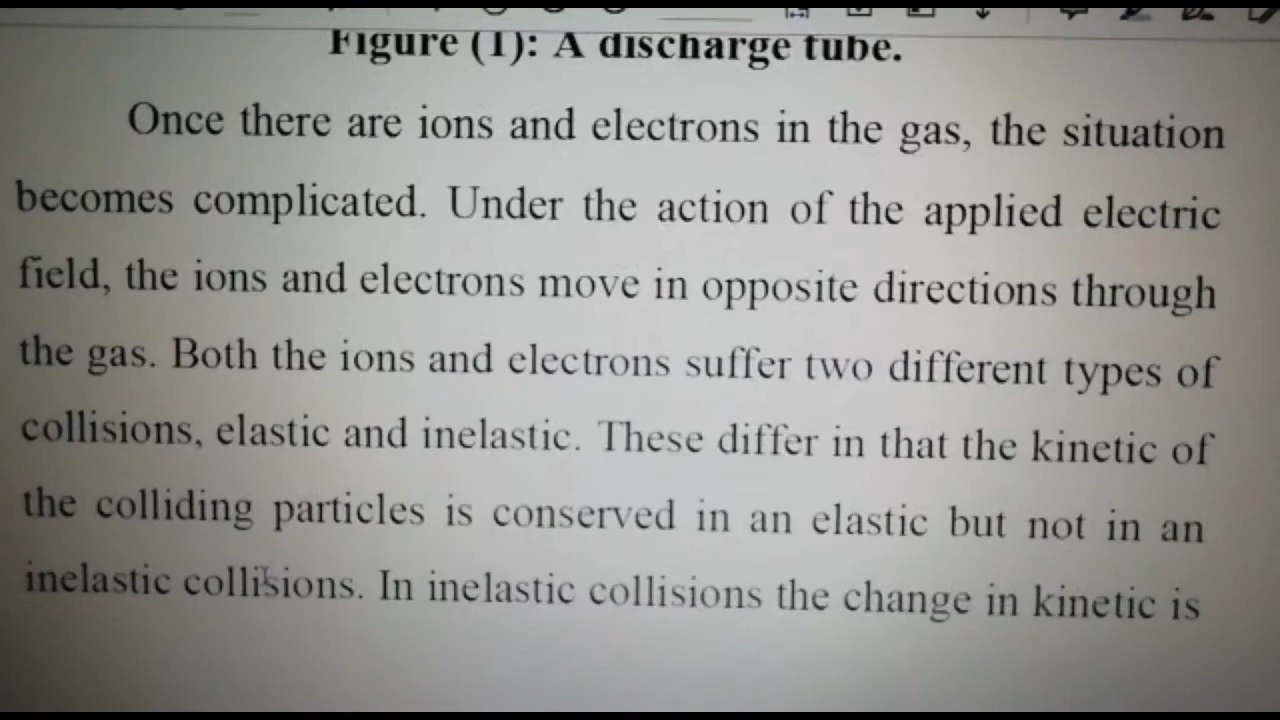 Figure (1): A discharge tube.
Once there are ions and electrons in the gas, the situation
becomes complicated. Under the action of the applied electric
field, the ions and electrons move in opposite directions through
the gas. Both the ions and electrons suffer two different types of
collisions, elastic and inelastic. These differ in that the kinetic of
the colliding particles is conserved in an elastic but not in an
inelastic collisions. In inelastic collisions the change in kinetic is